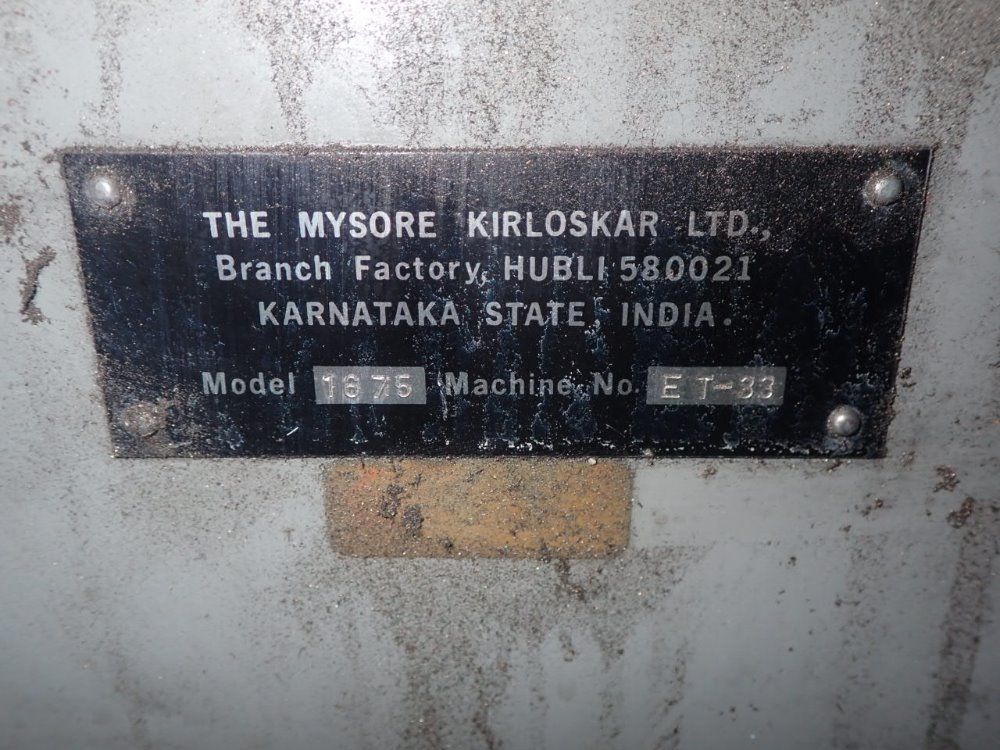 THE MYSORE KIRLOSKAR LTD.,
Branch Factory, HUBLI 580021
KARNATAKA STATE, INDIA.
Model 1675 Machine No. ET-33